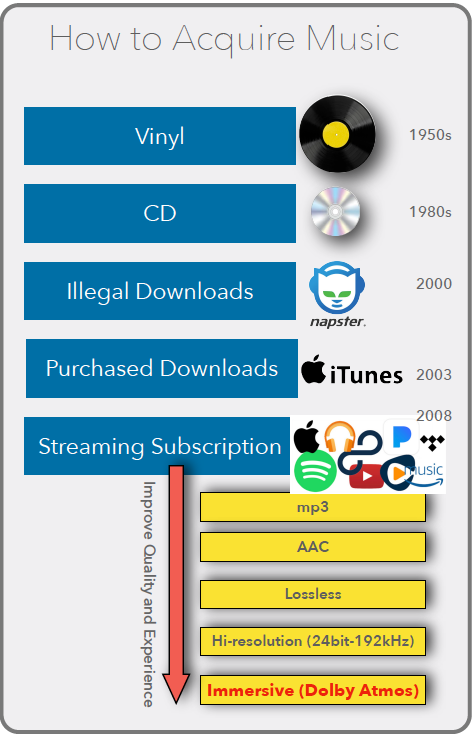 How to Acquire Music
Vinyl
1950s
CD
1980s
Illegal Downloads
2000
napster.
Purchased Downloads
iTunes
2003
2008
Streaming Subscription
music
Improve Quality and Experience
mp3
AAC
Lossless
Hi-resolution (24bit-192kHz)
Immersive (Dolby Atmos)